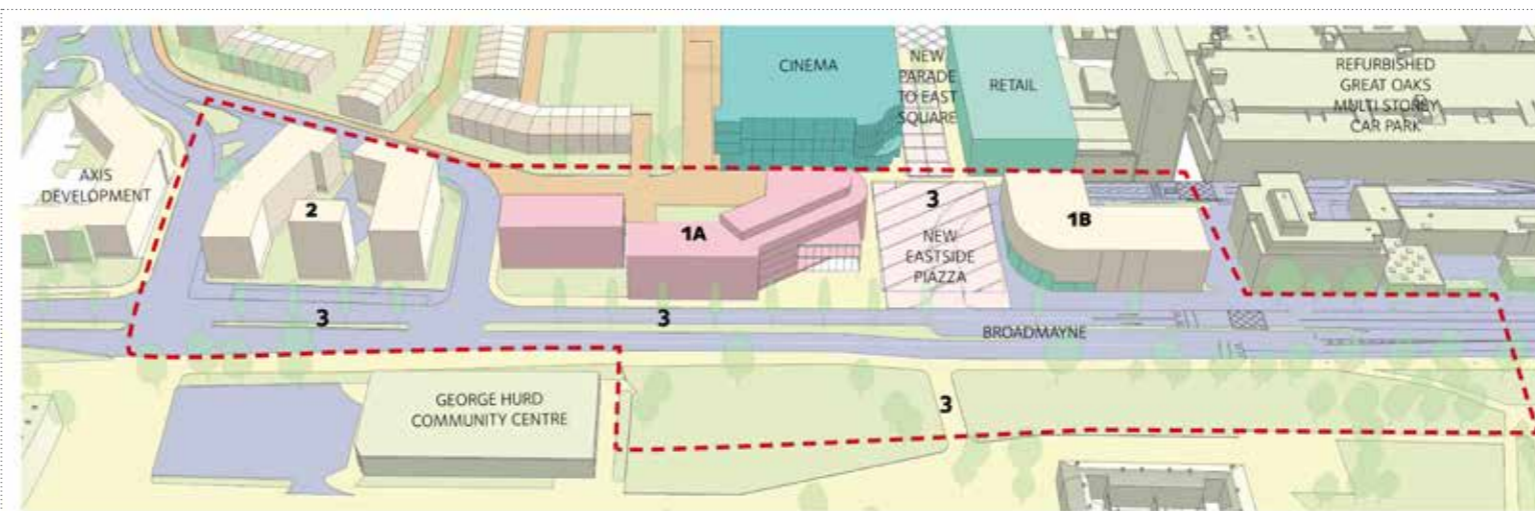 CINEMA
NEW
PARADE
TO EAST
SQUARE
RETAIL
REFURBISHED
GREAT OAKS
MULTI STOREY
CAR PARK
AXIS
DEVELOPMENT
2
1A
3
NEW
EASTSIDE
PIAZZA
1B
3
3
BROADMAYNE
GEORGE HURD
COMMUNITY CENTRE
3